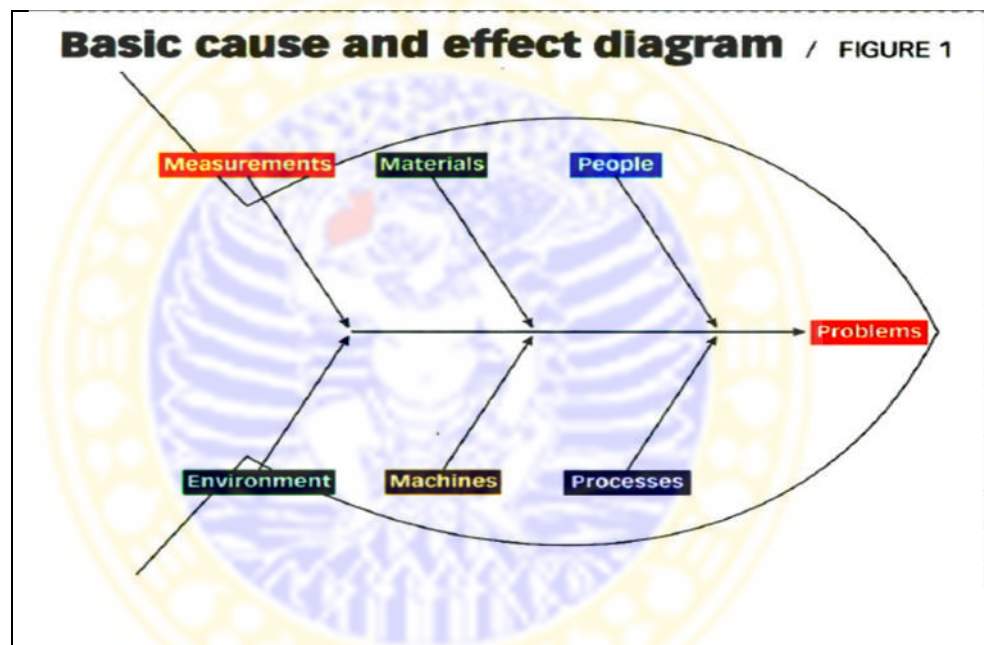 Basic cause and effect diagram / FIGURE 1
Measurements Materials People
Problems
Environment Machines Processes